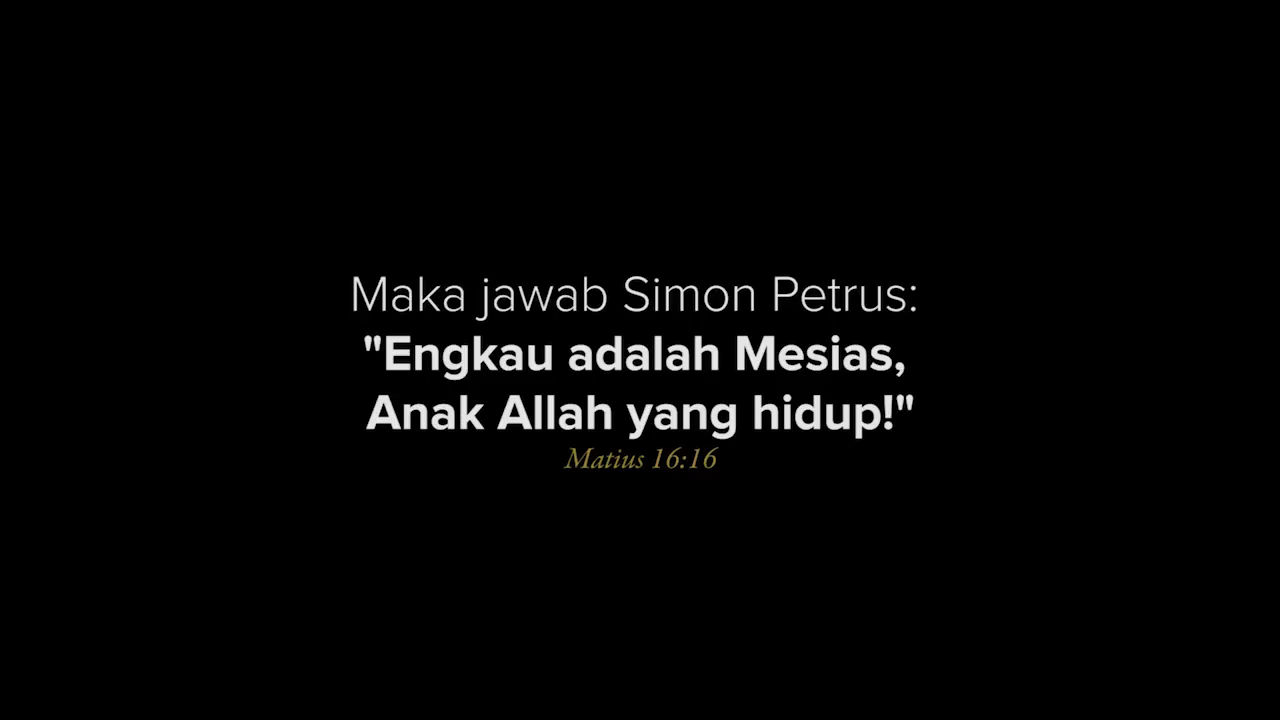 Maka jawab Simon Petrus:
"Engkau adalah Mesias,
Anak Allah yang hidup!"
Matius 16:16